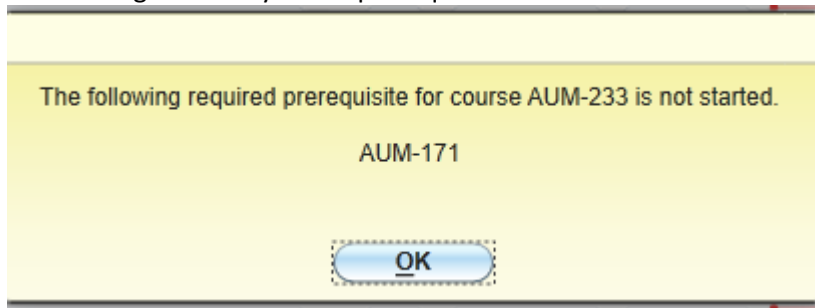 The following required prerequisite for course AUM-233 is not started.
AUM-171
OK